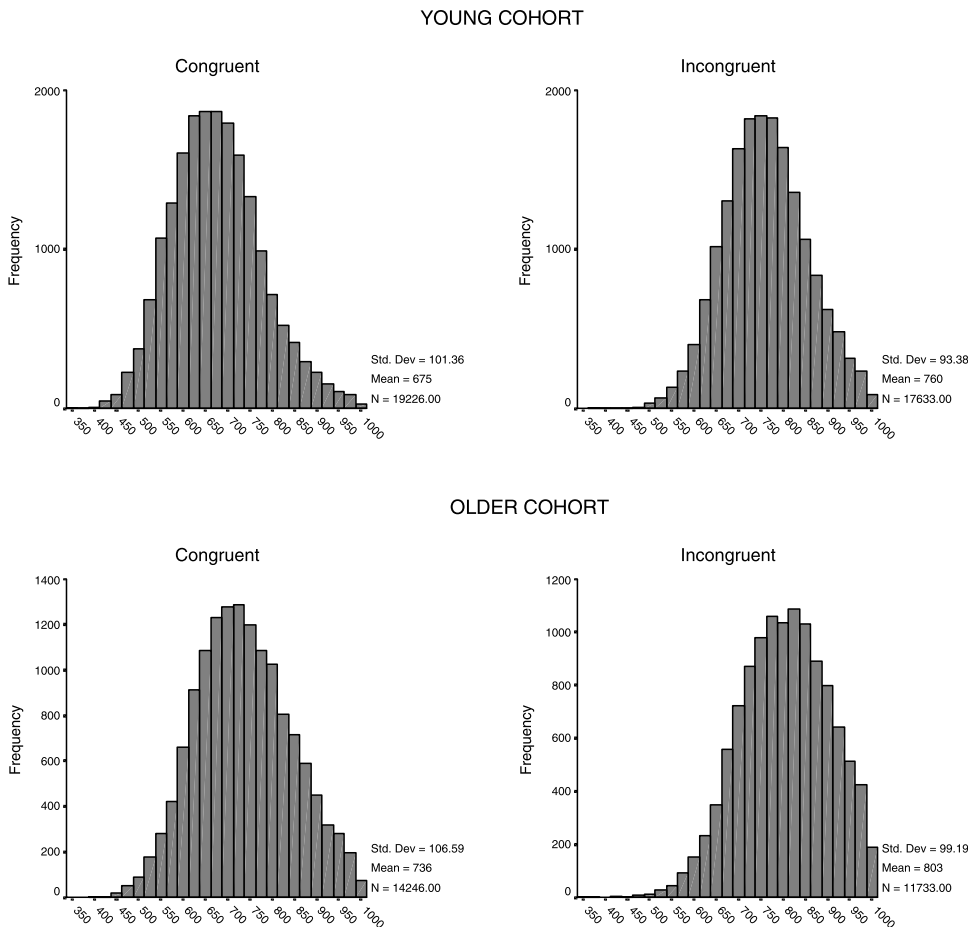 YOUNG COHORT
Congruent
2000
1000
0
Frequency
350 400 450 500 550 600 650 700 750 800 850 900 950 1000
Std. Dev = 101.36
Mean = 675
N = 19226.00
Incongruent
2000
1000
0
Frequency
350 400 450 500 550 600 650 700 750 800 850 900 950 1000
Std. Dev = 93.38
Mean = 760
N = 17633.00
OLDER COHORT
Congruent
1400
1200
1000
800
600
400
200
0
Frequency
350 400 450 500 550 600 650 700 750 800 850 900 950 1000
Std. Dev = 106.59
Mean = 736
N = 14246.00
Incongruent
1200
1000
800
600
400
200
0
Frequency
350 400 450 500 550 600 650 700 750 800 850 900 950 1000
Std. Dev = 99.19
Mean = 803
N = 11733.00